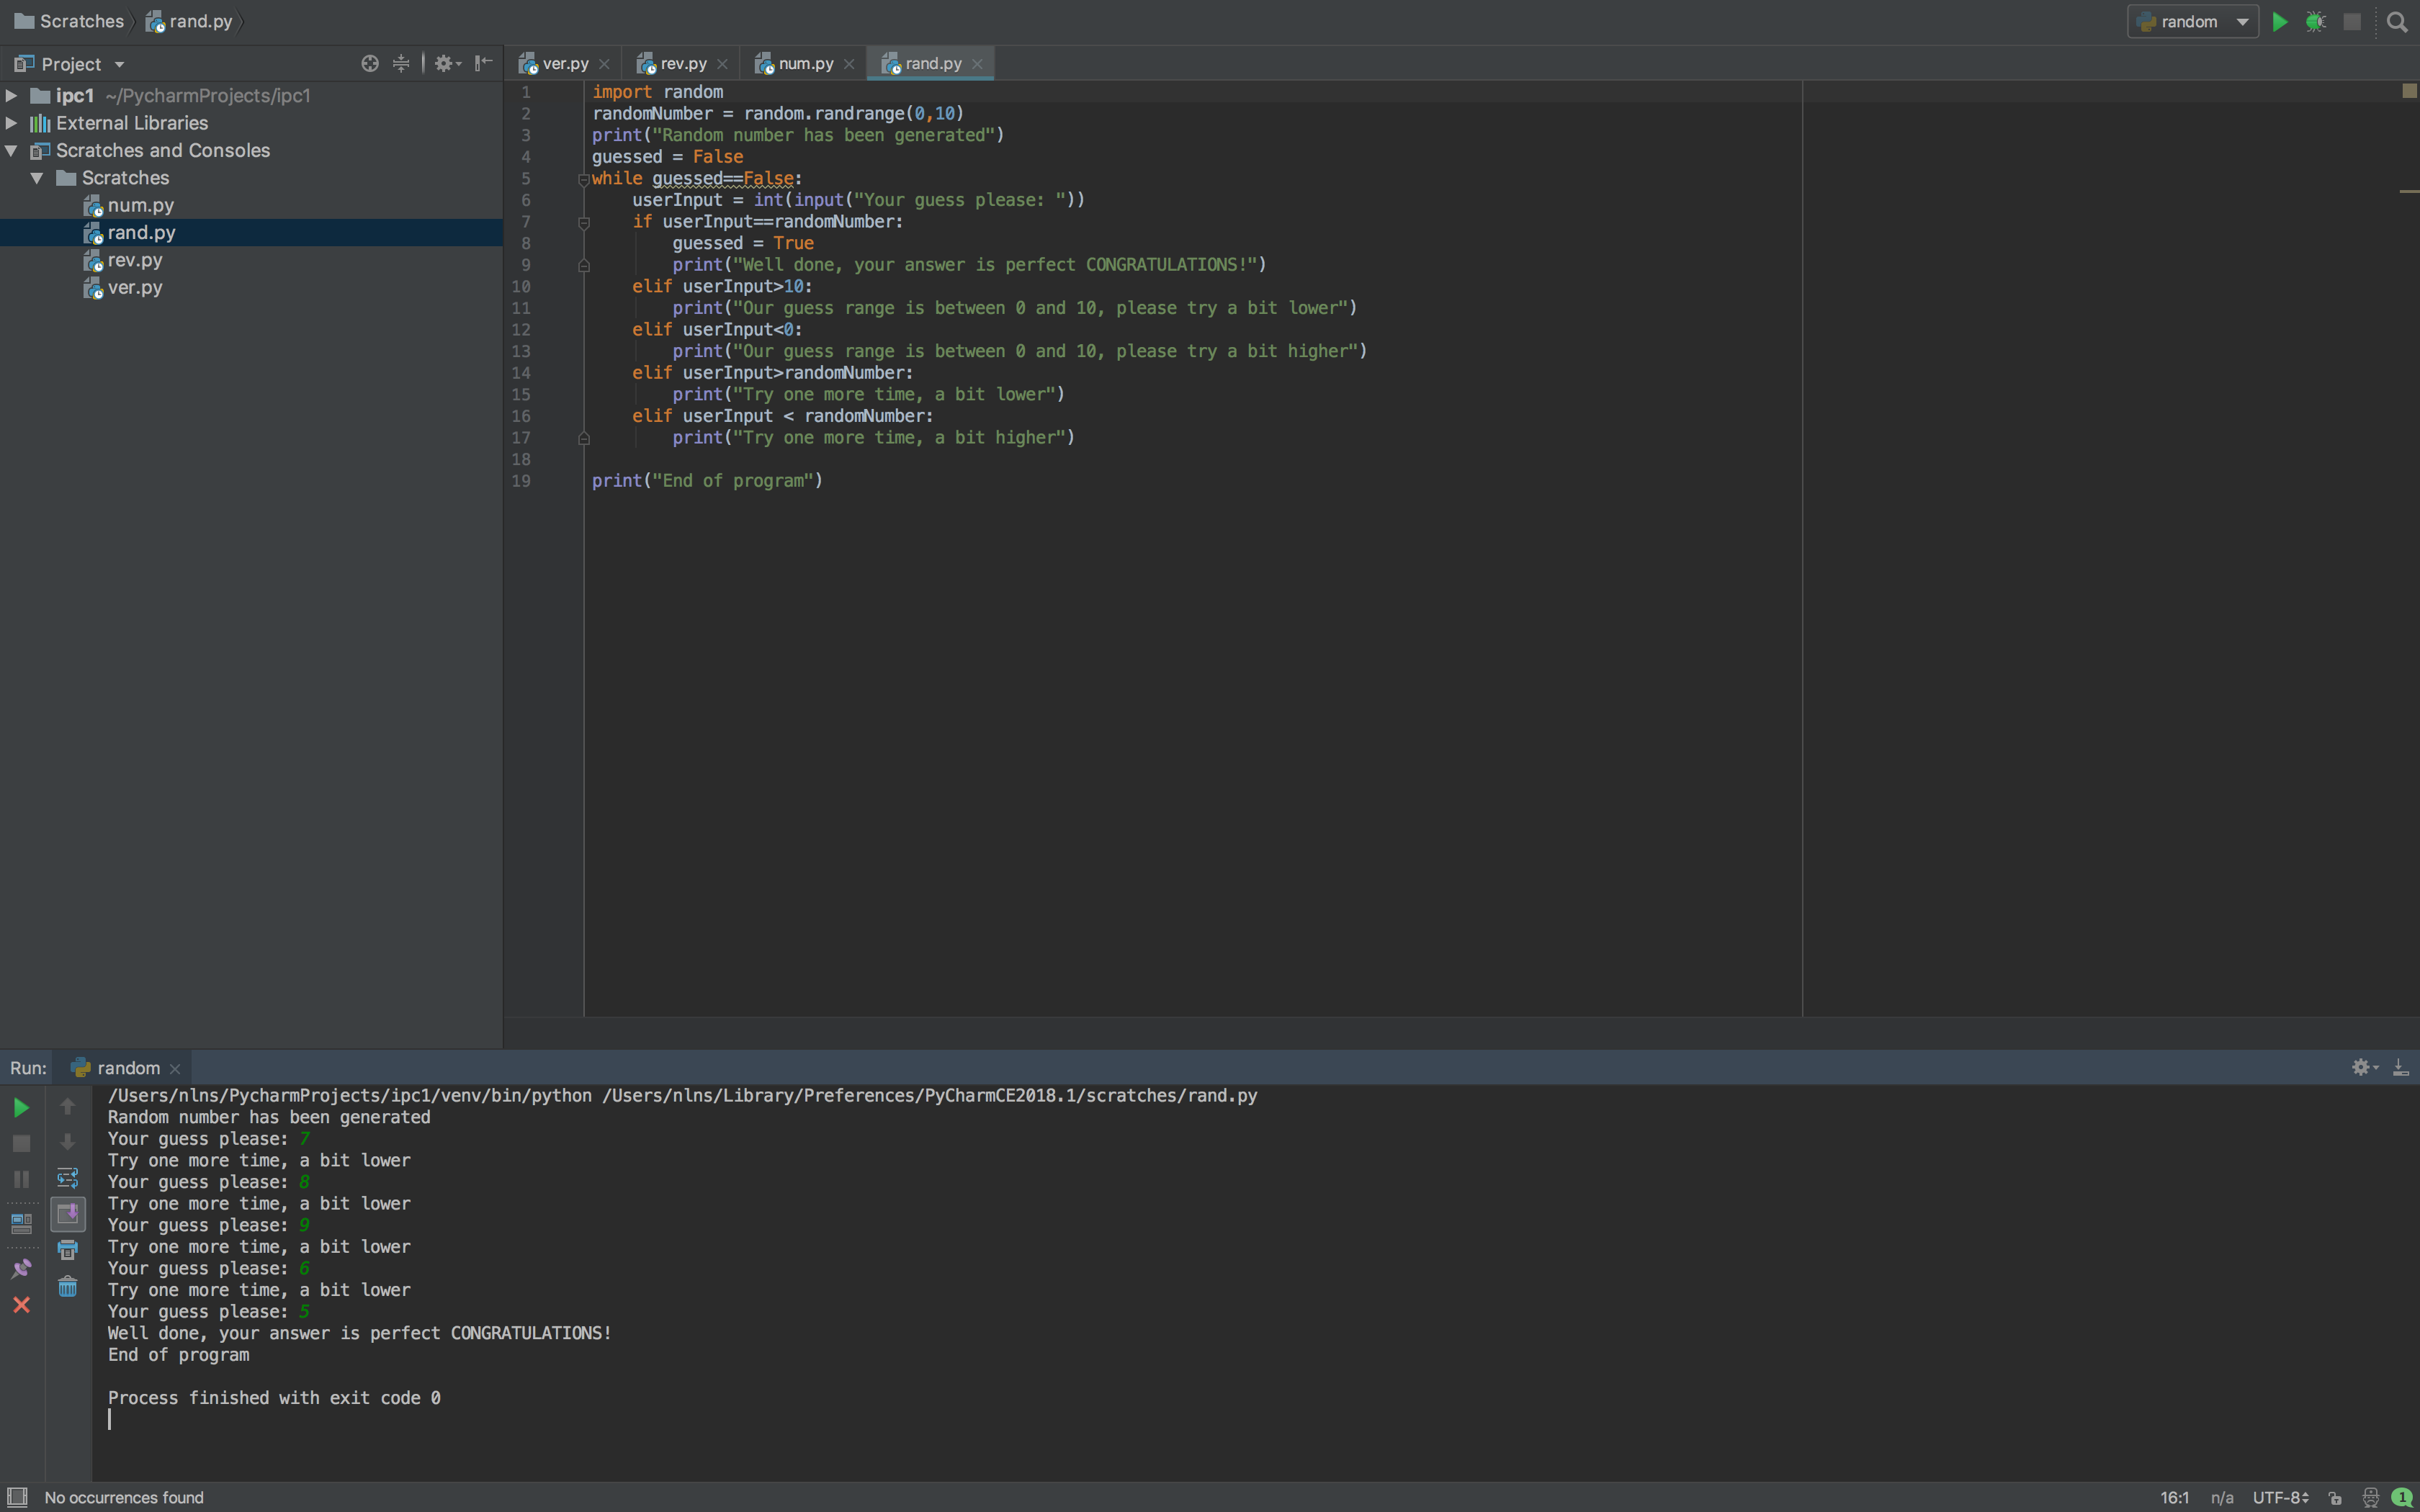 Scratches rand.py random
Project
ver.py rev.py num.py rand.py
ipc1 ~/PycharmProjects/ipc1
External Libraries
Scratches and Consoles
Scratches
num.py
rand.py
rev.py
ver.py
1 import random
2 randomNumber = random.randrange(0,10)
3 print("Random number has been generated")
4 guessed = False
5 while guessed==False:
6 userInput = int(input("Your guess please: "))
7 if userInput==randomNumber:
8 guessed = True
9 print("Well done, your answer is perfect CONGRATULATIONS!")
10 elif userInput>10:
11 print("Our guess range is between 0 and 10, please try a bit lower")
12 elif userInput<0:
13 print("Our guess range is between 0 and 10, please try a bit higher")
14 elif userInput>randomNumber:
15 print("Try one more time, a bit lower")
16 elif userInput < randomNumber:
17 print("Try one more time, a bit higher")
18
19 print("End of program")
Run: random
/Users/nlns/PycharmProjects/ipc1/venv/bin/python /Users/nlns/Library/Preferences/PyCharmCE2018.1/scratches/rand.py
Random number has been generated
Your guess please: 7
Try one more time, a bit lower
Your guess please: 8
Try one more time, a bit lower
Your guess please: 9
Try one more time, a bit lower
Your guess please: 6
Try one more time, a bit lower
Your guess please: 5
Well done, your answer is perfect CONGRATULATIONS!
End of program
Process finished with exit code 0
No occurrences found 16:1 n/a UTF-8 1